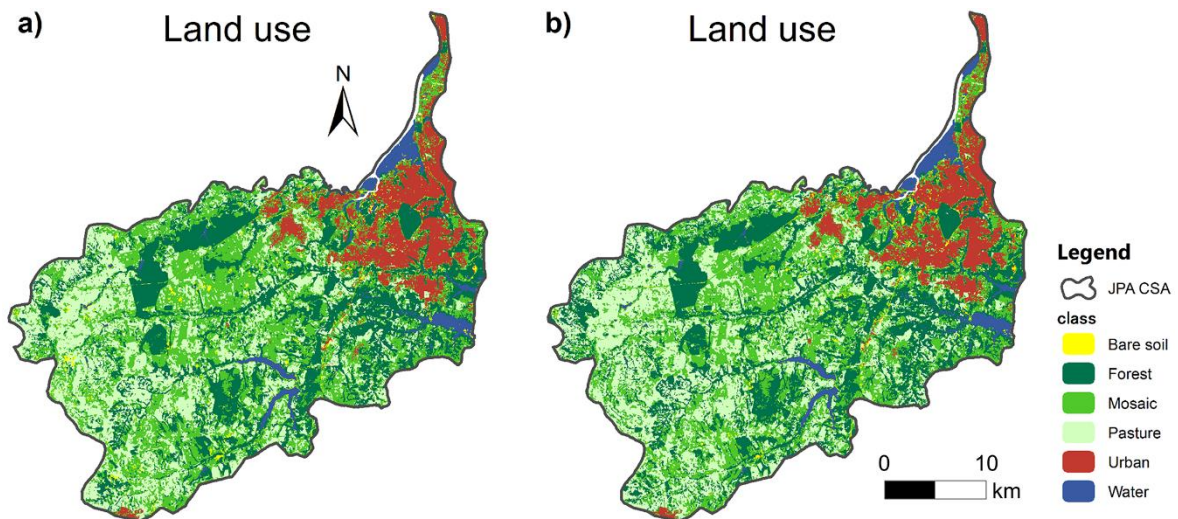 a)
Land use
b)
Land use
N
Legend
JPA CSA
class
Bare soil
Forest
Mosaic
Pasture
Urban
Water
0
10
km